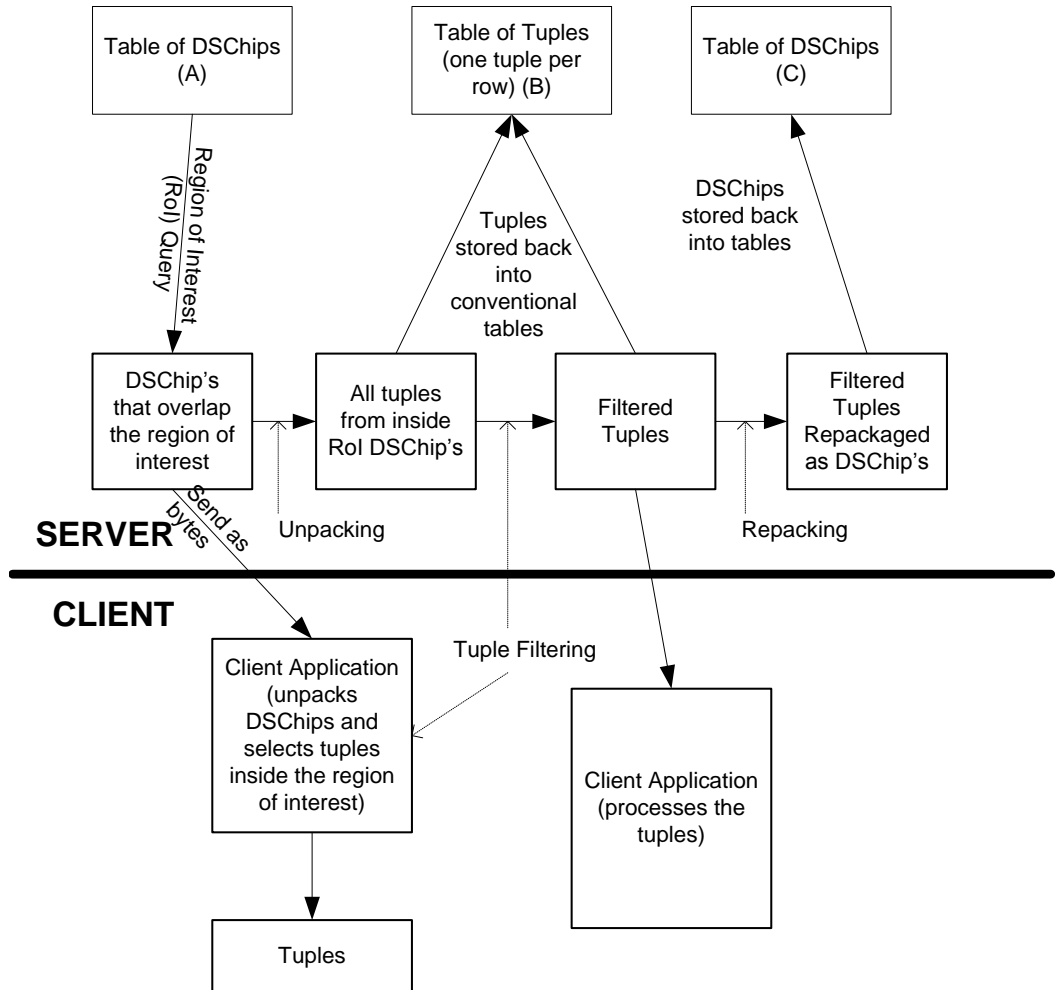 Table of DSChips
(A)
Table of Tuples
(one tuple per
row) (B)
Table of DSChips
(C)
Region of Interest
(RoI) Query
Tuples
stored back
into
conventional
tables
DSChips
stored back
into tables
DSChip's
that overlap
the region of
interest
All tuples
from inside
RoI DSChip's
Filtered
Tuples
Filtered
Tuples
Repackaged
as DSChip's
Send as
bytes
Unpacking
Repacking
SERVER
CLIENT
Tuple Filtering
Client Application
(unpacks
DSChips and
selects tuples
inside the region
of interest)
Client Application
(processes the
tuples)
Tuples